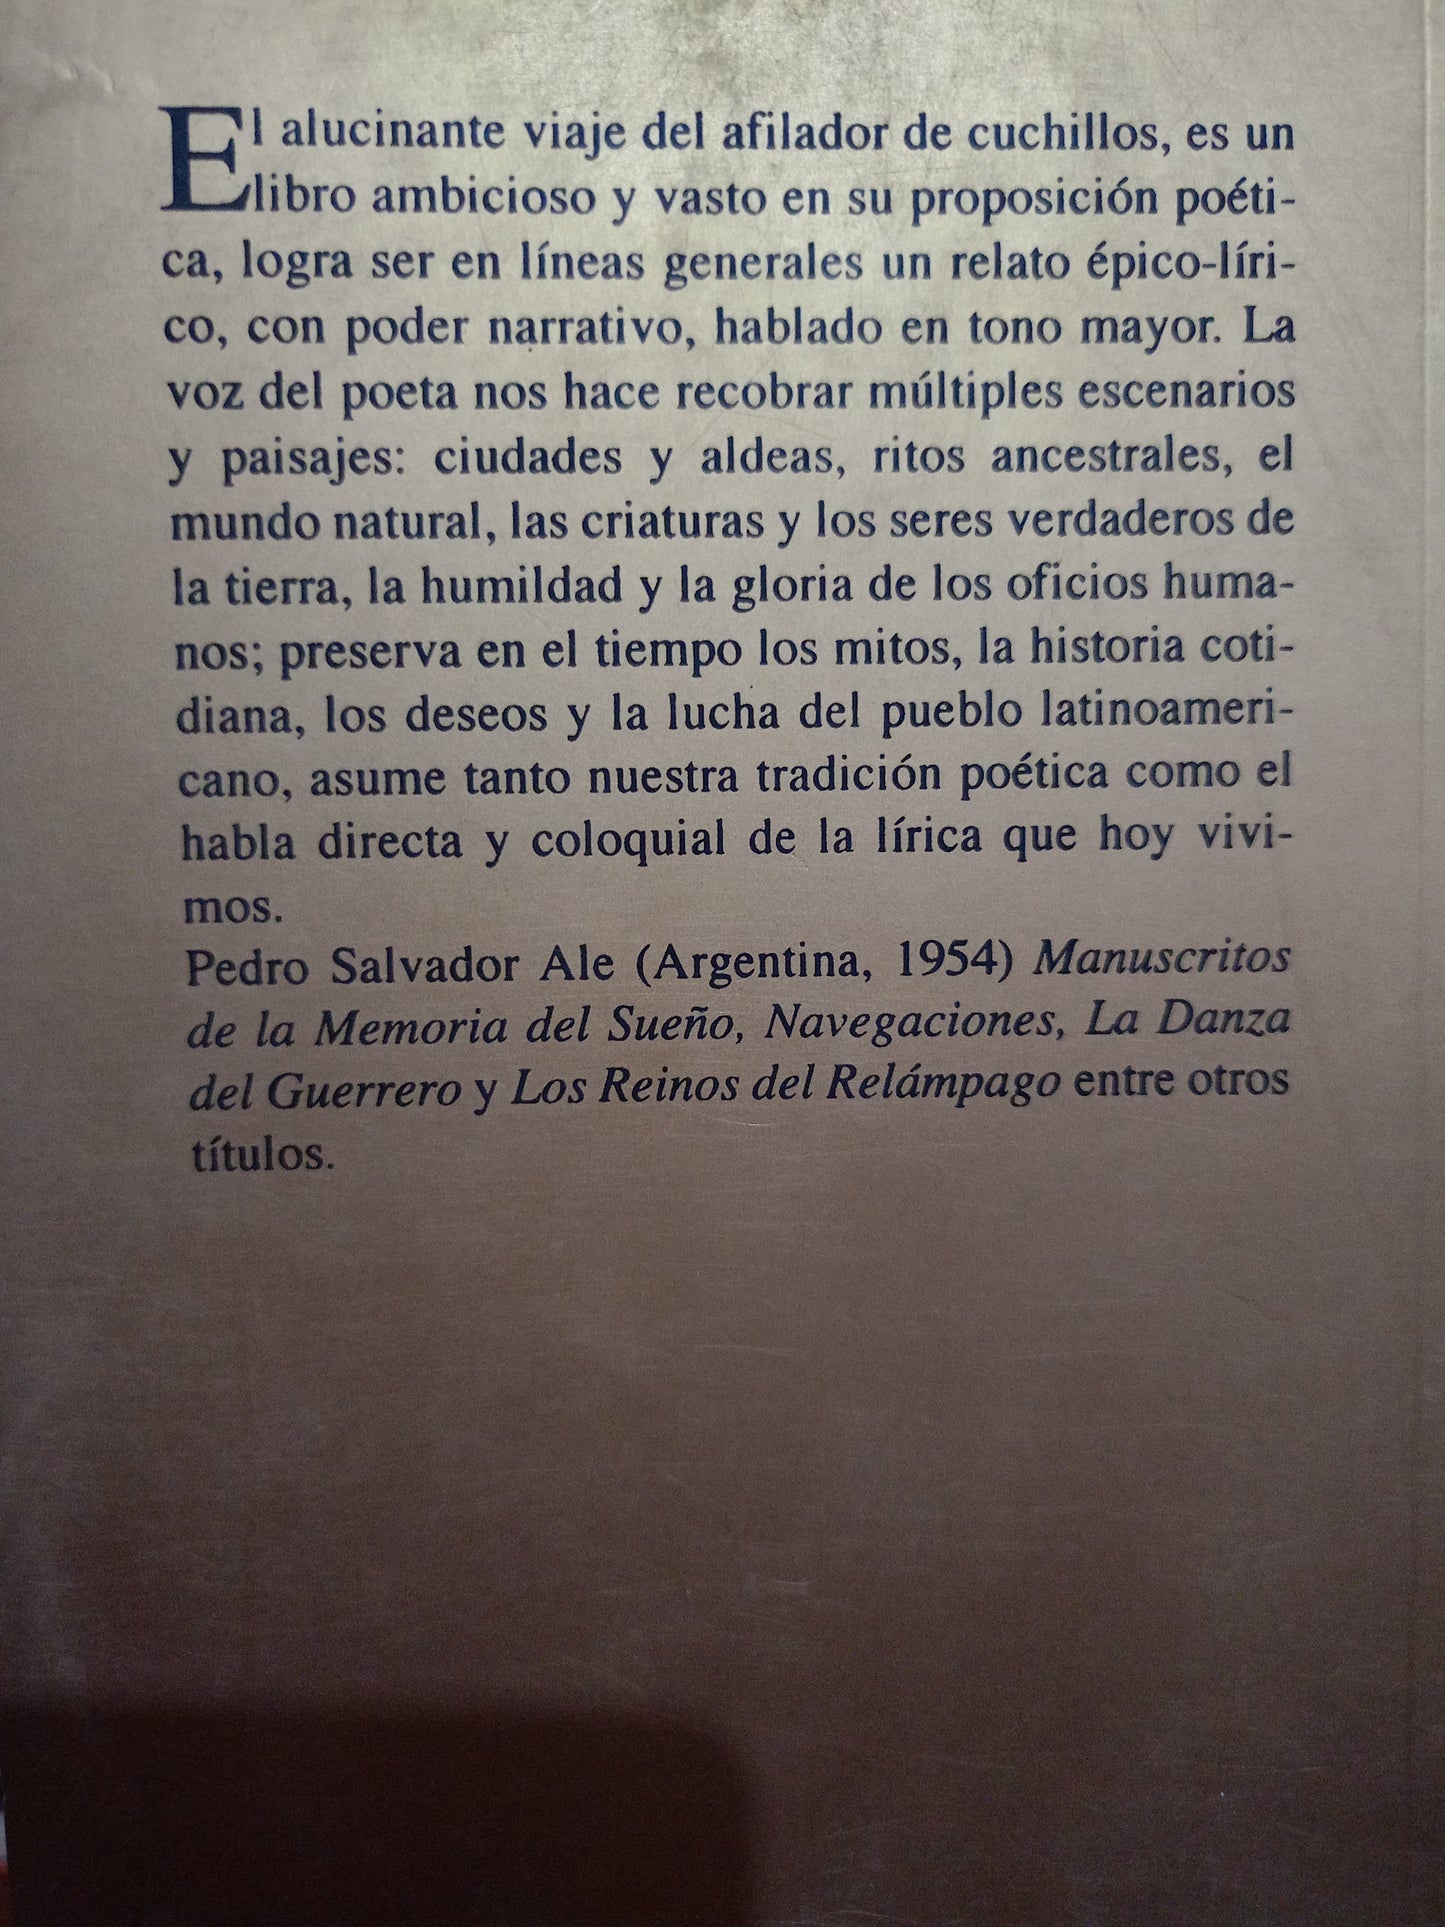 El alucinante viaje del afilador de cuchillos, es un
libro ambicioso y vasto en su proposición poéti-
ca, logra ser en líneas generales un relato épico-líri-
co, con poder narrativo, hablado en tono mayor. La
voz del poeta nos hace recobrar múltiples escenarios
y paisajes: ciudades y aldeas, ritos ancestrales, el
mundo natural, las criaturas y los seres verdaderos de
la tierra, la humildad y la gloria de los oficios huma-
nos; preserva en el tiempo los mitos, la historia coti-
diana, los deseos y la lucha del pueblo latinoameri-
cano, asume tanto nuestra tradición poética como el
habla directa y coloquial de la lírica que hoy vivi-
mos.
Pedro Salvador Ale (Argentina, 1954) Manuscritos
de la Memoria del Sueño, Navegaciones, La Danza
del Guerrero y Los Reinos del Relámpago entre otros
títulos.